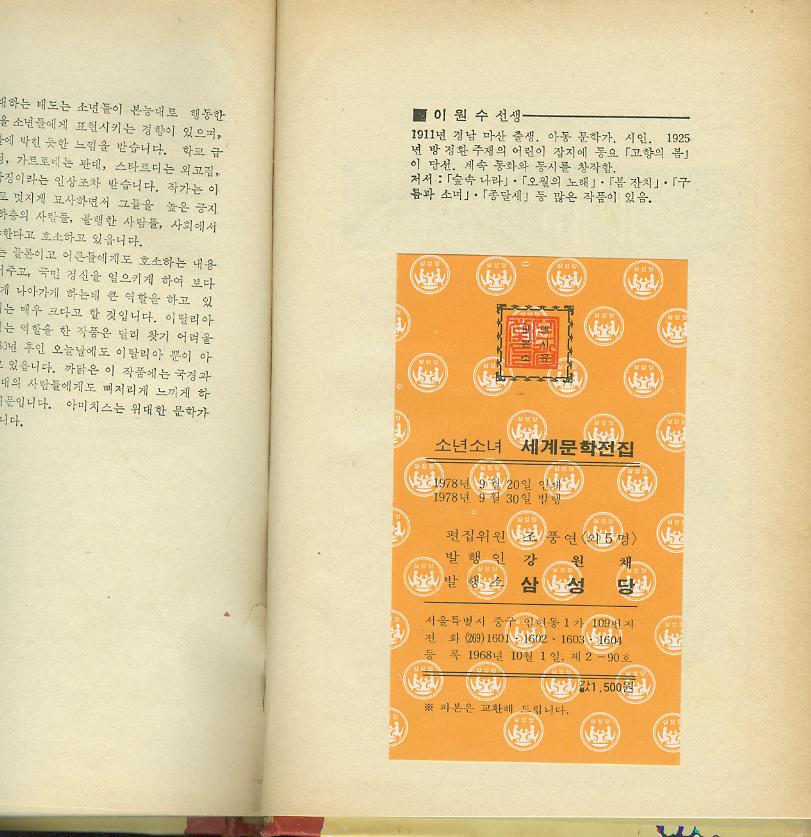 대하는 태도는 소년들이 본능대로 행동한
을 소년들에게 표현시키는 경향이 있으며,
에 박힌 듯한 느낌을 받습니다. 학교 급
가르로네는 관대, 스타르디는 외고집,
이라는 인상조차 받습니다. 작가는 이
멋지게 묘사하면서 그들을 높은 긍지
하층의 사람들, 불행한 사람들, 사회에서
한다고 호소하고 있읍니다.
는 물론이고 어른들에게도 호소하는 내용
어주고, 국민 정신을 일으키게 하여 보다
게 나아가게 하는데 큰 역할을 하고 있
는 매우 크다고 할 것입니다. 이탈리아
는 역할을 한 작품은 달리 찾기 어려울
80년 후인 오늘날에도 이탈리아 뿐이 아
있읍니다. 까닭은 이 작품에는 국경과
대의 사람들에게도 뼈저리게 느끼게 하
문입니다. 아미치스는 위대한 문학가
니다.
■ 이 원 수 선생
1911년 경남 마산 출생. 아동 문학가. 시인. 1925
년 방 정환 주재의 어린이 잡지에 동요 「고향의 봄」
이 당선. 계속 동화와 동시를 창작함.
저서 : 「숲속 나라」·「오월의 노래」·「봄 잔치」·「구
름과 소녀」·「종달새」 등 많은 작품이 있음.
삼성당
소년소녀 세계문학전집
1978년 9월 20일 인쇄
1978년 9월 30일 발행
편집위원 조 풍 연 〈외 5 명〉
발 행 인 강 원 채
발 행 소 삼 성 당
서울특별시 중구 인현동 1 가 109번지
전 화 (269) 1601·1602·1603·1604
등 록 1968년 10월 1 일. 제 2 -90호
값1,500원
※ 파본은 교환해 드립니다.